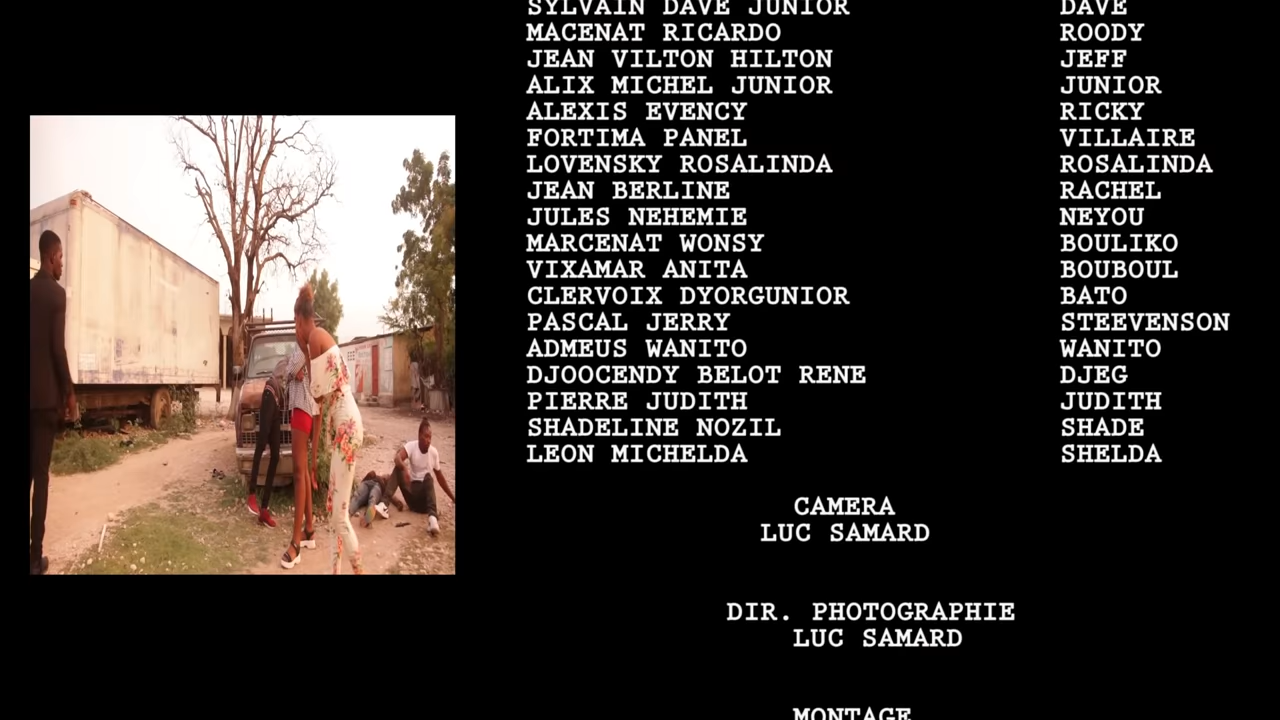 SYLVAIN DAVE JUNIOR DAVE
MACENAT RICARDO ROODY
JEAN VILTON HILTON JEFF
ALIX MICHEL JUNIOR JUNIOR
ALEXIS EVENCY RICKY
FORTIMA PANEL VILLAIRE
LOVENSKY ROSALINDA ROSALINDA
JEAN BERLINE RACHEL
JULES NEHEMIE NEYOU
MARCENAT WONSY BOULIKO
VIXAMAR ANITA BOUBOUL
CLERVOIX DYORGUNIOR BATO
PASCAL JERRY STEEVENSON
ADMEUS WANITO WANITO
DJOOCENDY BELOT RENE DJEG
PIERRE JUDITH JUDITH
SHADELINE NOZIL SHADE
LEON MICHELDA SHELDA
CAMERA
LUC SAMARD
DIR. PHOTOGRAPHIE
LUC SAMARD
MONTAGE